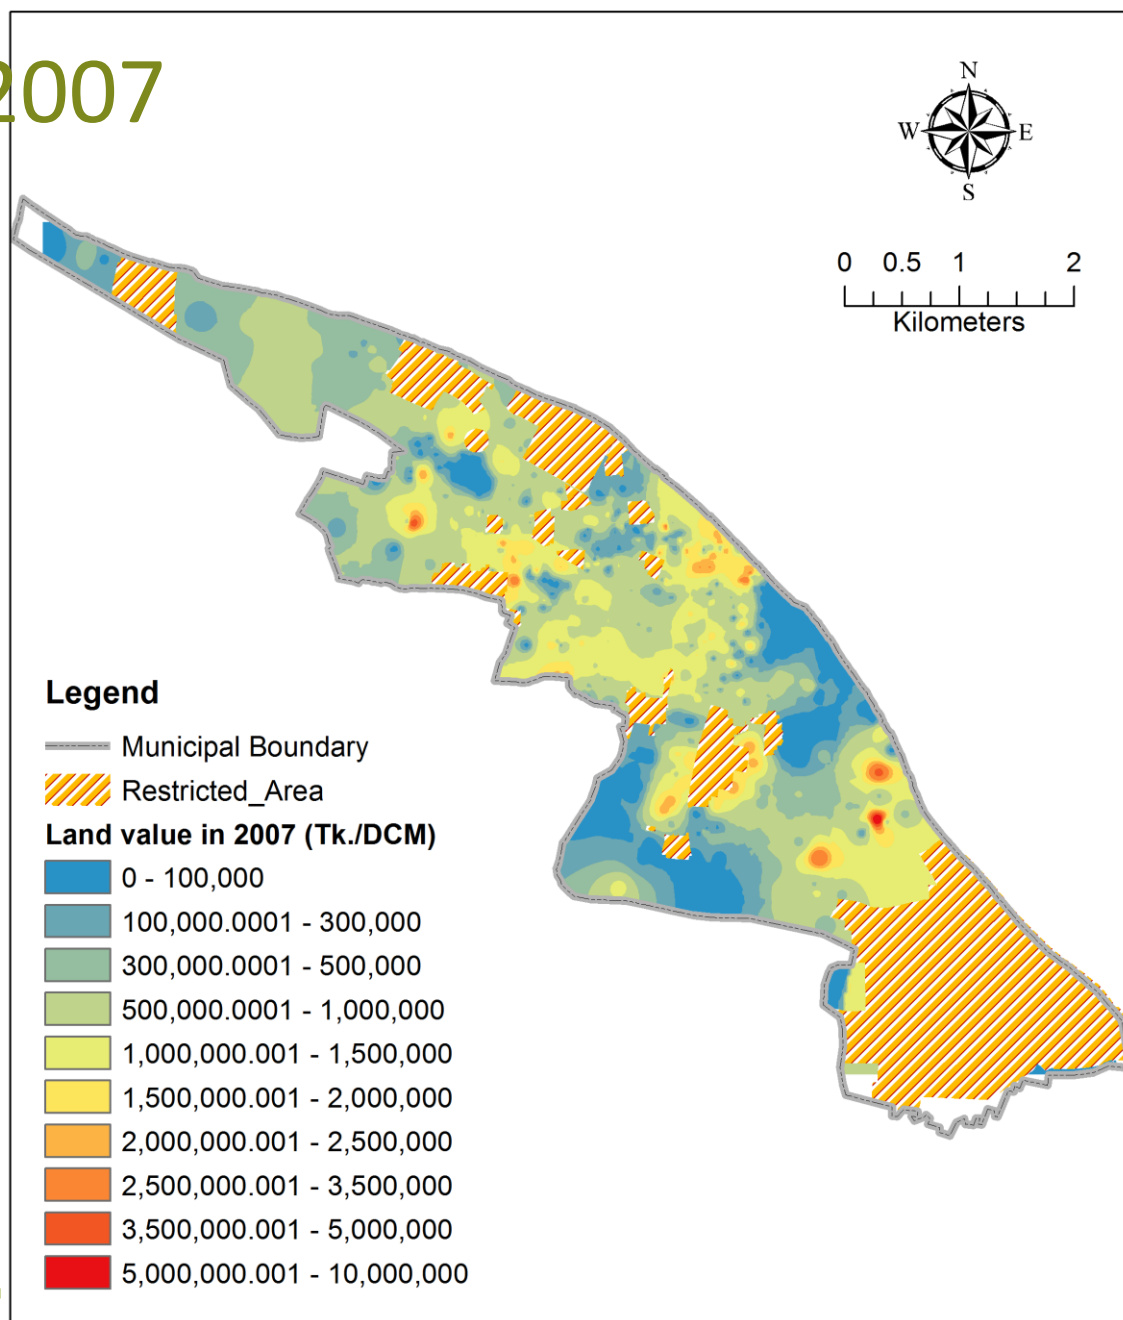 2007
N
W E
S
0 0.5 1 2
Kilometers
Legend
Municipal Boundary
Restricted_Area
Land value in 2007 (Tk./DCM)
0 - 100,000
100,000.0001 - 300,000
300,000.0001 - 500,000
500,000.0001 - 1,000,000
1,000,000.001 - 1,500,000
1,500,000.001 - 2,000,000
2,000,000.001 - 2,500,000
2,500,000.001 - 3,500,000
3,500,000.001 - 5,000,000
5,000,000.001 - 10,000,000